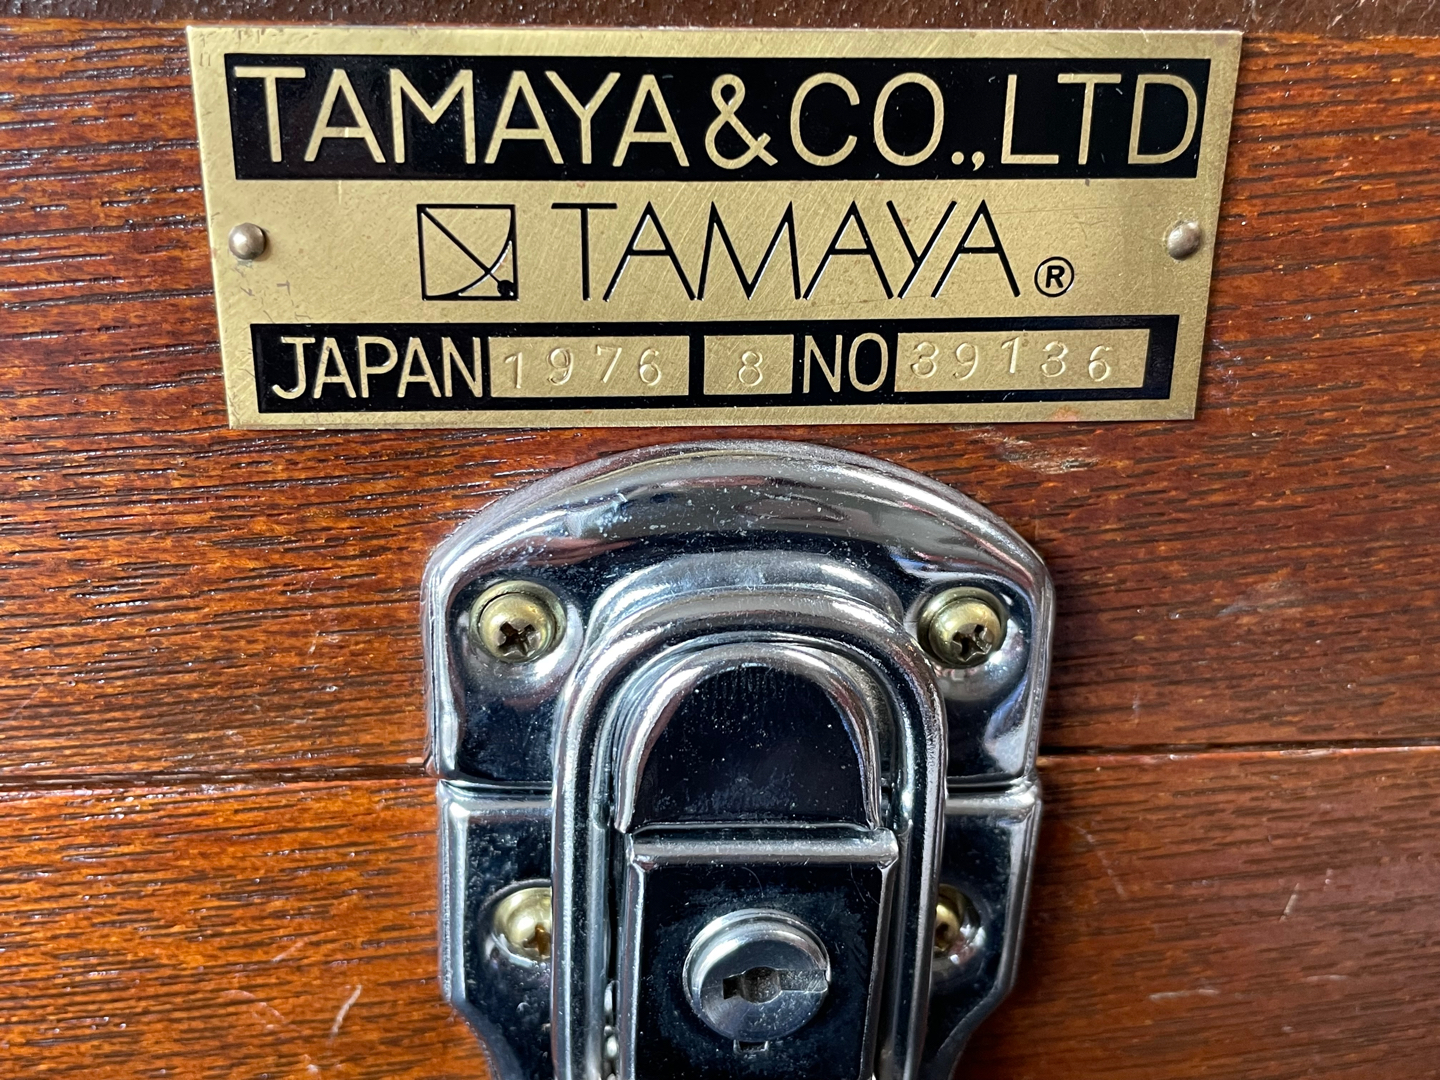 TAMAYA & CO., LTD
TAMAYA ®
JAPAN 1976 8 NO 39136